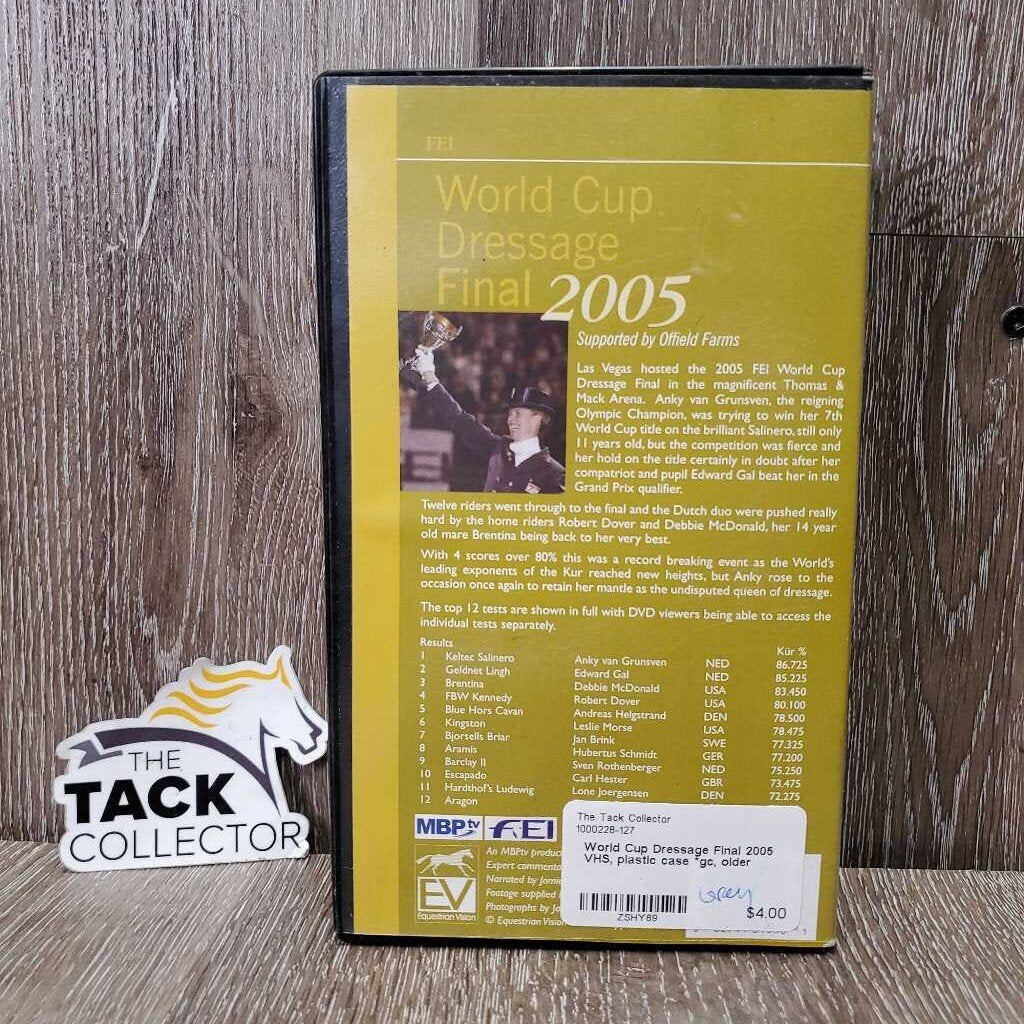 FEI
World Cup
Dressage
Final 2005
Supported by Offield Farms
Las Vegas hosted the 2005 FEI World Cup
Dressage Final in the magnificent Thomas &
Mack Arena. Anky van Grunsven, the reigning
Olympic Champion, was trying to win her 7th
World Cup title on the brilliant Salinero, still only
11 years old, but the competition was fierce and
her hold on the title certainly in doubt after her
compatriot and pupil Edward Gal beat her in the
Grand Prix qualifier.
Twelve riders went through to the final and the Dutch duo were pushed really
hard by the home riders Robert Dover and Debbie McDonald, her 14 year
old mare Brentina being back to her very best.
With 4 scores over 80% this was a record breaking event as the World's
leading exponents of the Kur reached new heights, but Anky rose to the
occasion once again to retain her mantle as the undisputed queen of dressage.
The top 12 tests are shown in full with DVD viewers being able to access the
individual tests separately.
Results Kür %
1 Keltec Salinero Anky van Grunsven NED 86.725
2 Geldnet Lingh Edward Gal NED 85.225
3 Brentina Debbie McDonald USA 83.450
4 FBW Kennedy Robert Dover USA 80.100
5 Blue Hors Cavan Andreas Helgstrand DEN 78.500
6 Kingston Leslie Morse USA 78.475
7 Bjorsells Briar Jan Brink SWE 77.325
8 Aramis Hubertus Schmidt GER 77.200
9 Barclay II Sven Rothenberger NED 75.250
10 Escapado Carl Hester GBR 73.475
11 Hardthof's Ludwig Lone Joergensen DEN 72.275
12 Aragon
MBPtv FEI
EV
Equestrian Vision
An MBPtv
Expert
Narrated by
Footage supplied
Photographs by
© Equestrian Vision
The Tack Collector
1000228-127
World Cup Dressage Final 2005
VHS, plastic case *gc, older
ZSHY69
$4.00
THE
TACK
COLLECTOR